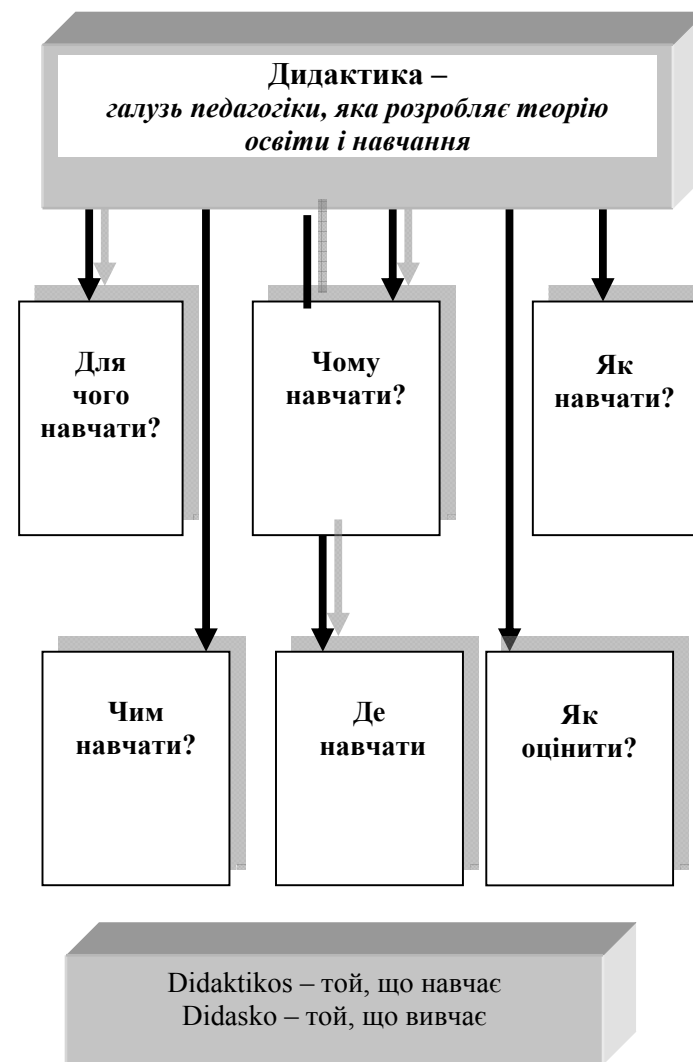 Дидактика –
галузь педагогіки, яка розробляє теорію
освіти і навчання
Для
чого
навчати?
Чому
навчати?
Як
навчати?
Чим
навчати?
Де
навчати
Як
оцінити?
Didaktikos – той, що навчає
Didasko – той, що вивчає